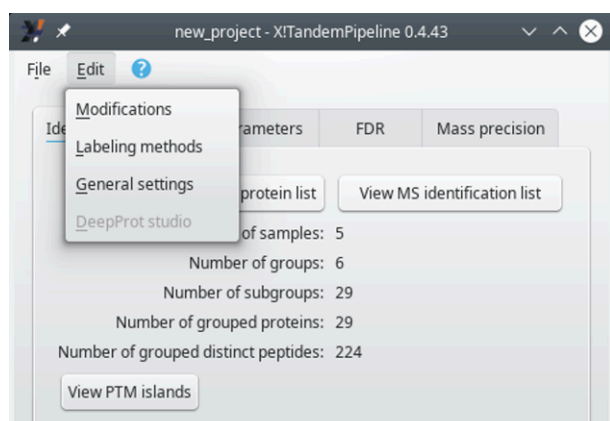 new_project - X!TandemPipeline 0.4.43
File Edit ?
Modifications
Labeling methods
General settings
DeepProt studio
FDR Mass precision
protein list View MS identification list
of samples: 5
Number of groups: 6
Number of subgroups: 29
Number of grouped proteins: 29
Number of grouped distinct peptides: 224
View PTM islands